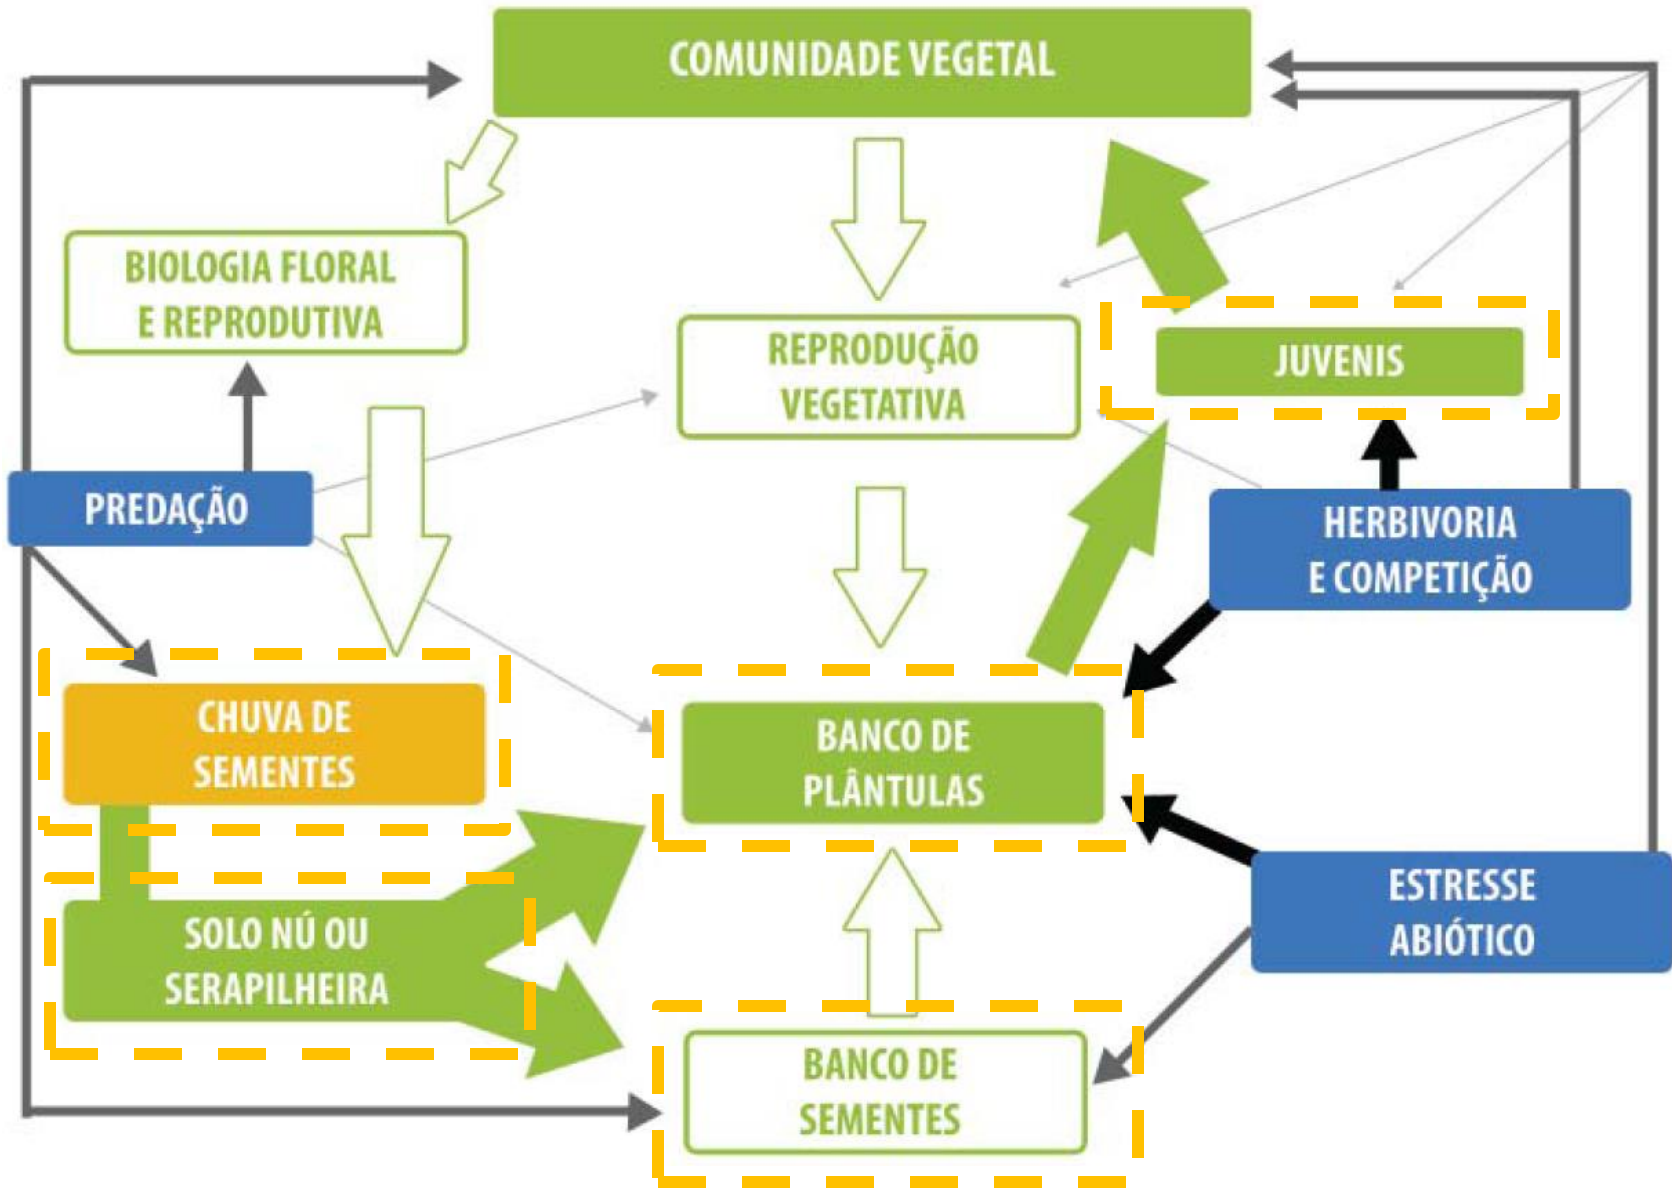 COMUNIDADE VEGETAL
BIOLOGIA FLORAL
E REPRODUTIVA
REPRODUÇÃO
VEGETATIVA
JUVENIS
PREDAÇÃO
HERBIVORIA
E COMPETIÇÃO
CHUVA DE
SEMENTES
BANCO DE
PLÂNTULAS
SOLO NÚ OU
SERAPILHEIRA
ESTRESSE
ABIÓTICO
BANCO DE
SEMENTES